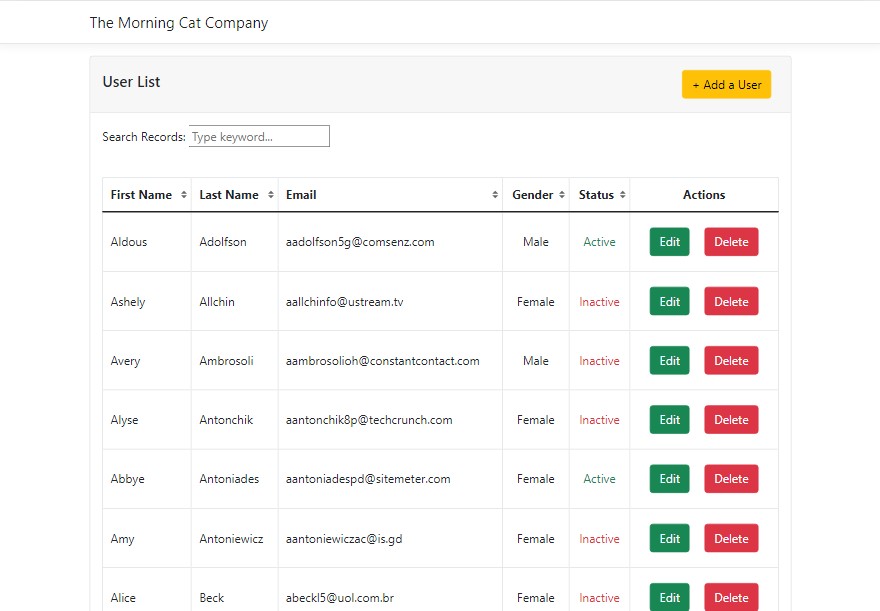 The Morning Cat Company
User List
+ Add a User
Search Records: Type keyword...
First Name Last Name Email Gender Status Actions
Aldous Adolfson aadolfson5g@comsenz.com Male Active Edit Delete
Ashely Allchin aallchinfo@ustream.tv Female Inactive Edit Delete
Avery Ambrosoli aambrosolioh@constantcontact.com Male Inactive Edit Delete
Alyse Antonchik aantonchik8p@techcrunch.com Female Inactive Edit Delete
Abbye Antoniades aantoniadespd@sitemeter.com Female Active Edit Delete
Amy Antoniewicz aantoniewiczac@is.gd Female Inactive Edit Delete
Alice Beck abeckl5@uol.com.br Female Inactive Edit Delete